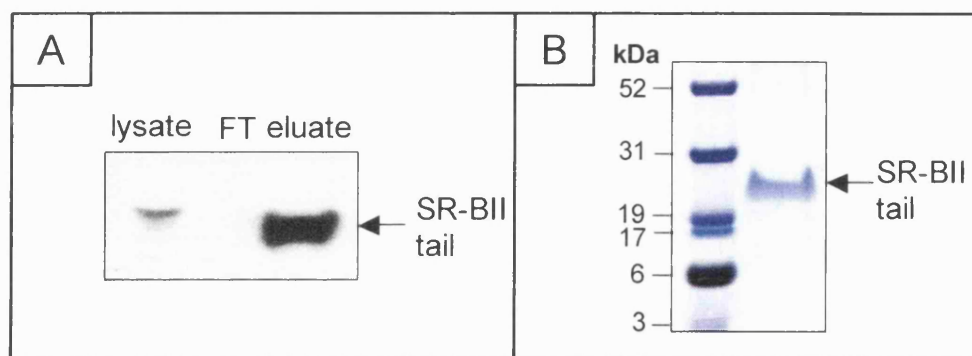 A
lysate FT eluate
SR-BII
tail
B
kDa
52
31
19
17
6
3
SR-BII
tail